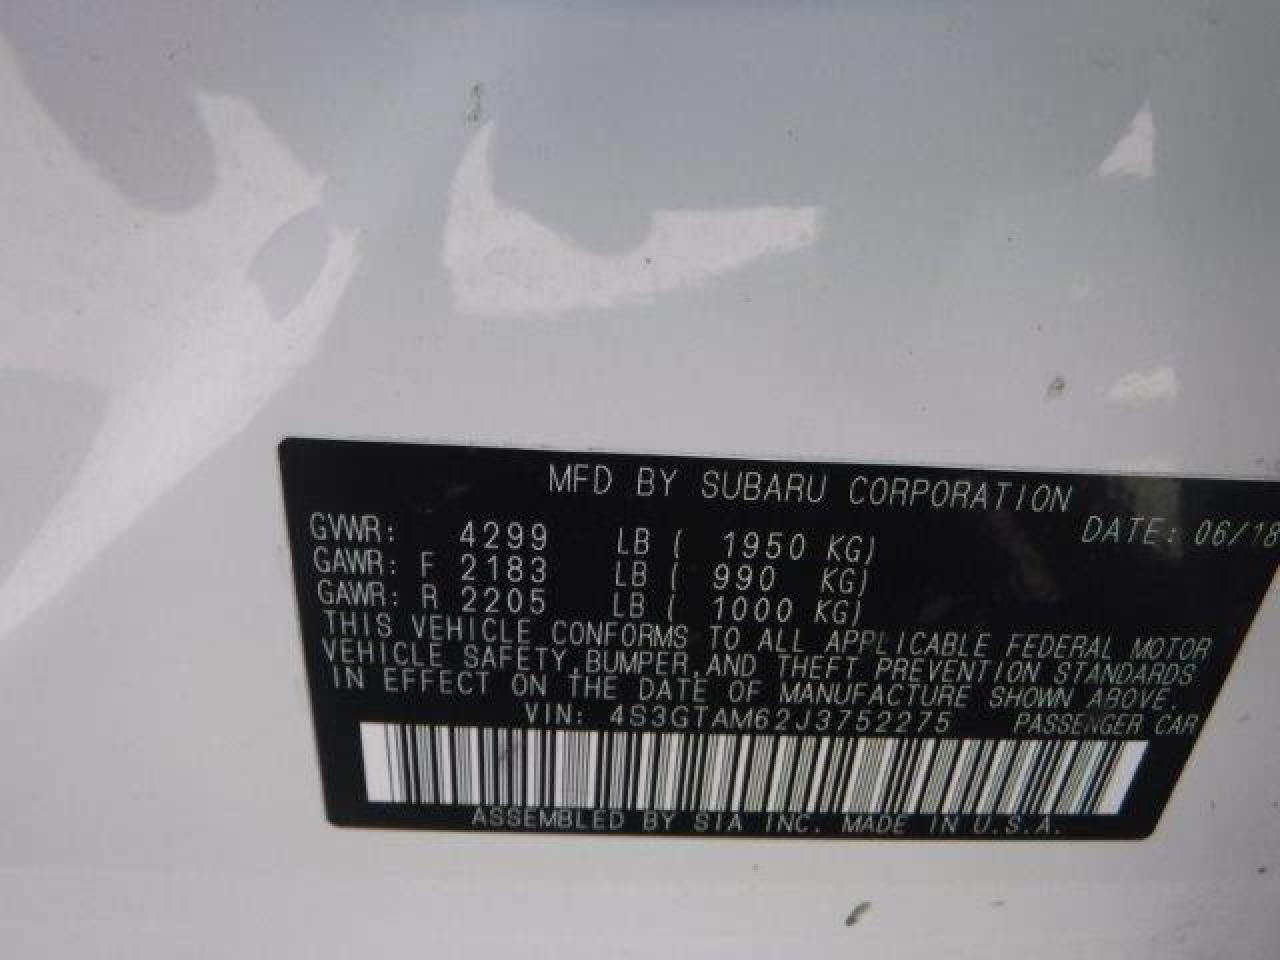 MFD BY SUBARU CORPORATION
DATE: 06/18
GVWR: 4299 LB ( 1950 KG)
GAWR: F 2183 LB ( 990 KG)
GAWR: R 2205 LB ( 1000 KG)
THIS VEHICLE CONFORMS TO ALL APPLICABLE FEDERAL MOTOR
VEHICLE SAFETY,BUMPER,AND THEFT PREVENTION STANDARDS
IN EFFECT ON THE DATE OF MANUFACTURE SHOWN ABOVE.
VIN: 4S3GTAM62J3752275 PASSENGER CAR
ASSEMBLED BY SIA INC. MADE IN U.S.A.